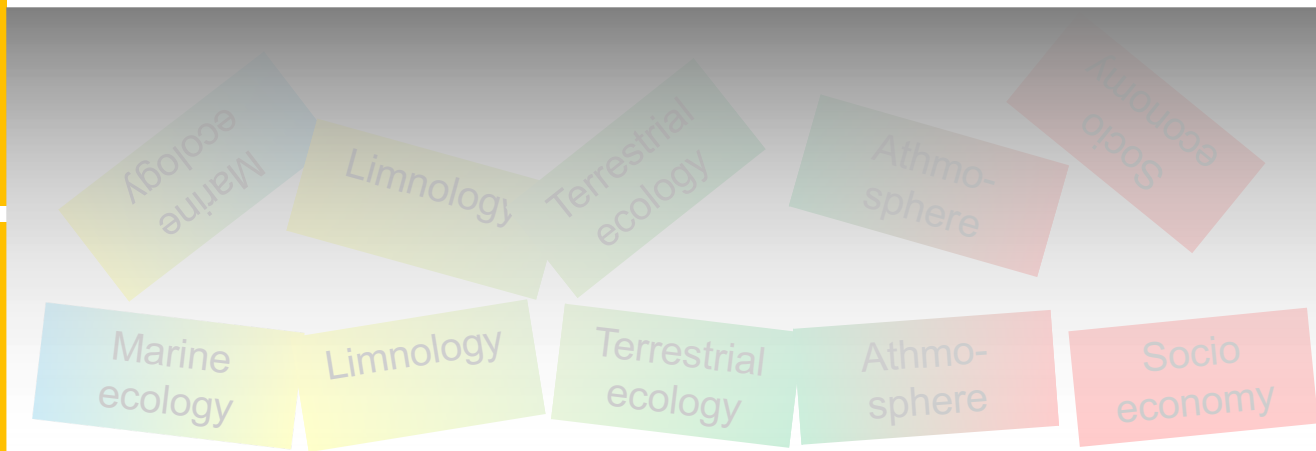 Marine
ecology
Limnology
Terrestrial
ecology
Athmo-
sphere
Socio
economy
Marine
ecology
Limnology
Terrestrial
ecology
Athmo-
sphere
Socio
economy